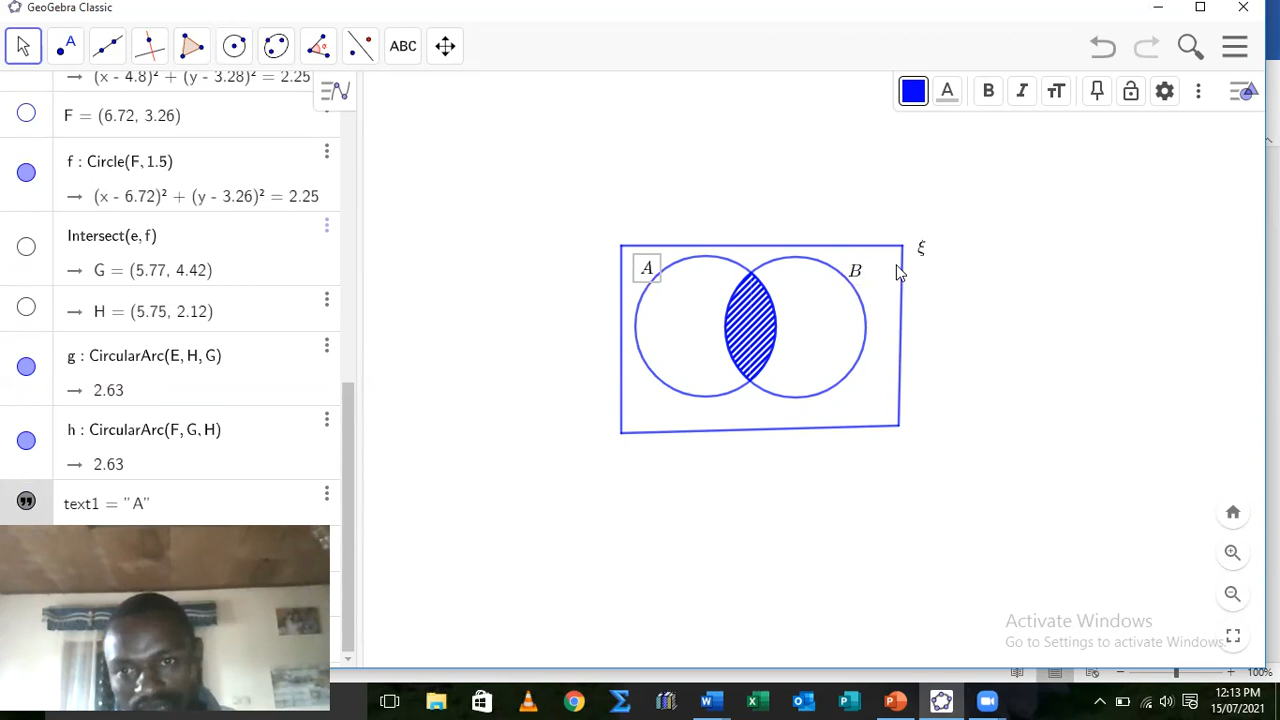 GeoGebra Classic
ABC
→ (x - 4.8)² + (y - 3.28)² = 2.25
F = (6.72, 3.26)
f : Circle(F, 1.5)
→ (x - 6.72)² + (y - 3.26)² = 2.25
Intersect(e, f)
→ G = (5.77, 4.42)
→ H = (5.75, 2.12)
g : CircularArc(E, H, G)
→ 2.63
h : CircularArc(F, G, H)
→ 2.63
text1 = "A"
A B I TT
ξ
A
B
Activate Windows
Go to Settings to activate Windows.
100%
12:13 PM
15/07/2021